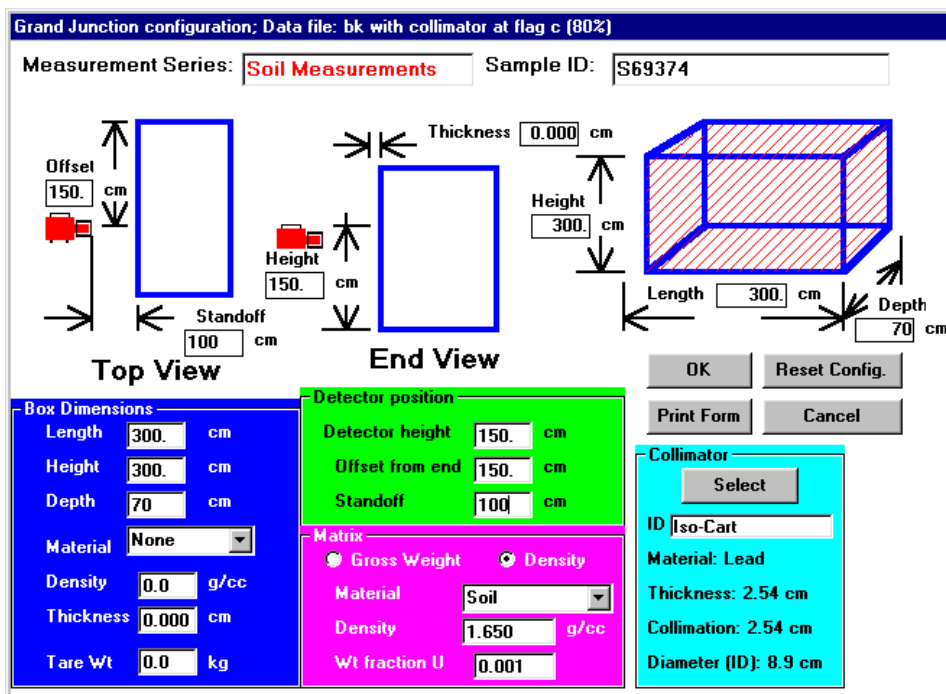 Grand Junction configuration; Data file: bk with collimator at flag c (80%)
Measurement Series: Soil Measurements Sample ID: S69374
Thickness 0.000 cm
Offset
150. cm
Height
300. cm
Height
150. cm
Length 300. cm
Depth
70 cm
Standoff
100 cm
Top View
End View
OK Reset Config.
Print Form Cancel
Box Dimensions
Length 300. cm
Height 300. cm
Depth 70 cm
Material None
Density 0.0 g/cc
Thickness 0.000 cm
Tare Wt 0.0 kg
Detector position
Detector height 150. cm
Offset from end 150. cm
Standoff 100 cm
Matrix
Gross Weight Density
Material Soil
Density 1.650 g/cc
Wt fraction U 0.001
Collimator
Select
ID Iso-Cart
Material: Lead
Thickness: 2.54 cm
Collimation: 2.54 cm
Diameter (ID): 8.9 cm